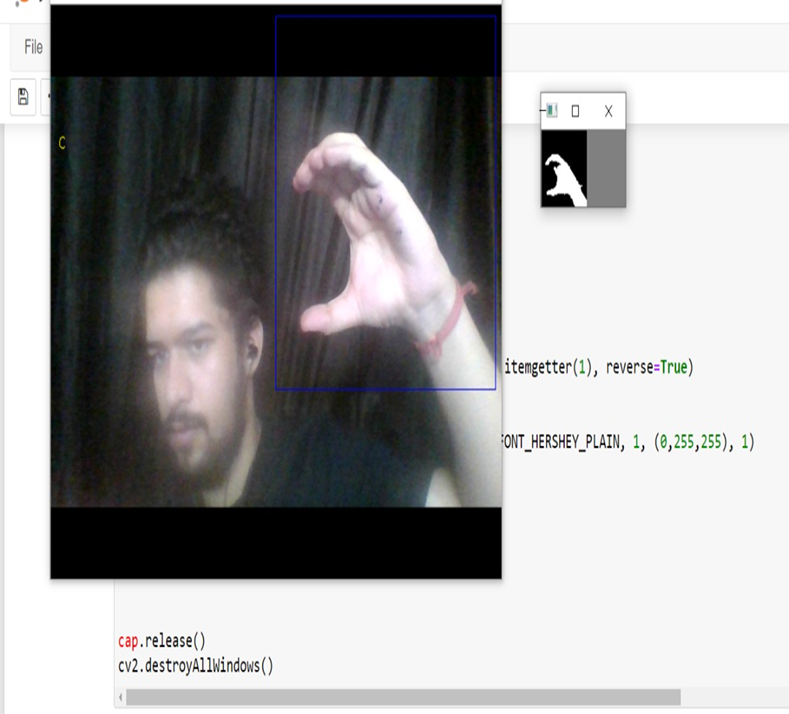 File
C
itemgetter(1), reverse=True)
FONT_HERSHEY_PLAIN, 1, (0,255,255), 1)
cap.release()
cv2.destroyAllWindows()